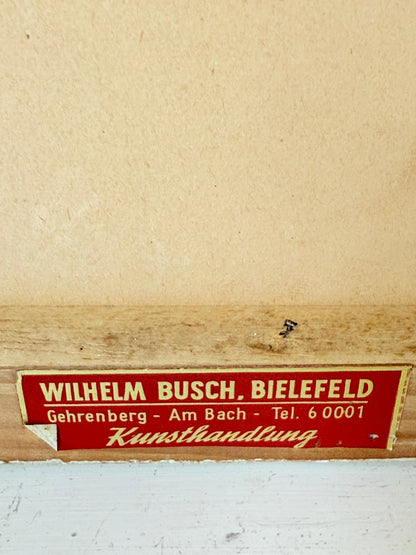 WILHELM BUSCH, BIELEFELD
Gehrenberg - Am Bach - Tel. 6 0001
Kunsthandlung